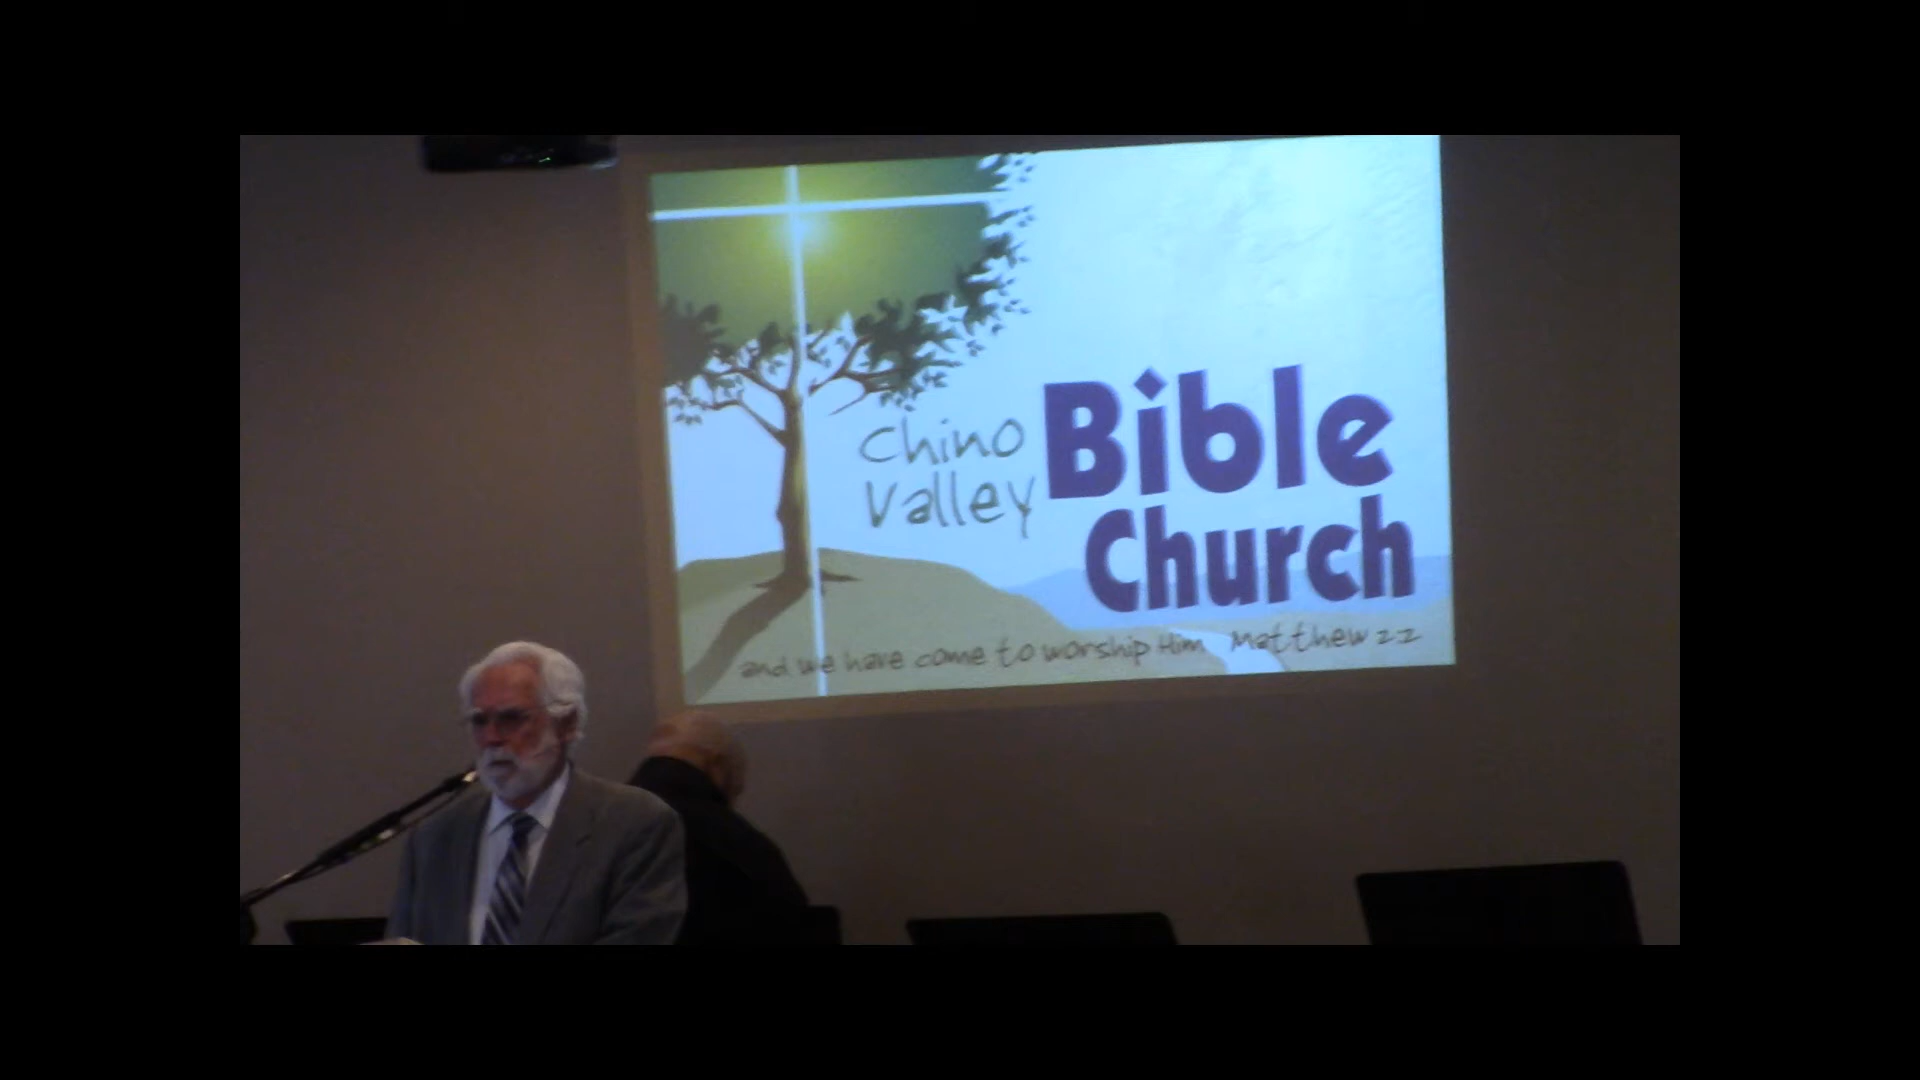 Chino
Valley
Bible
Church
and we have come to worship Him Matthew 2:2